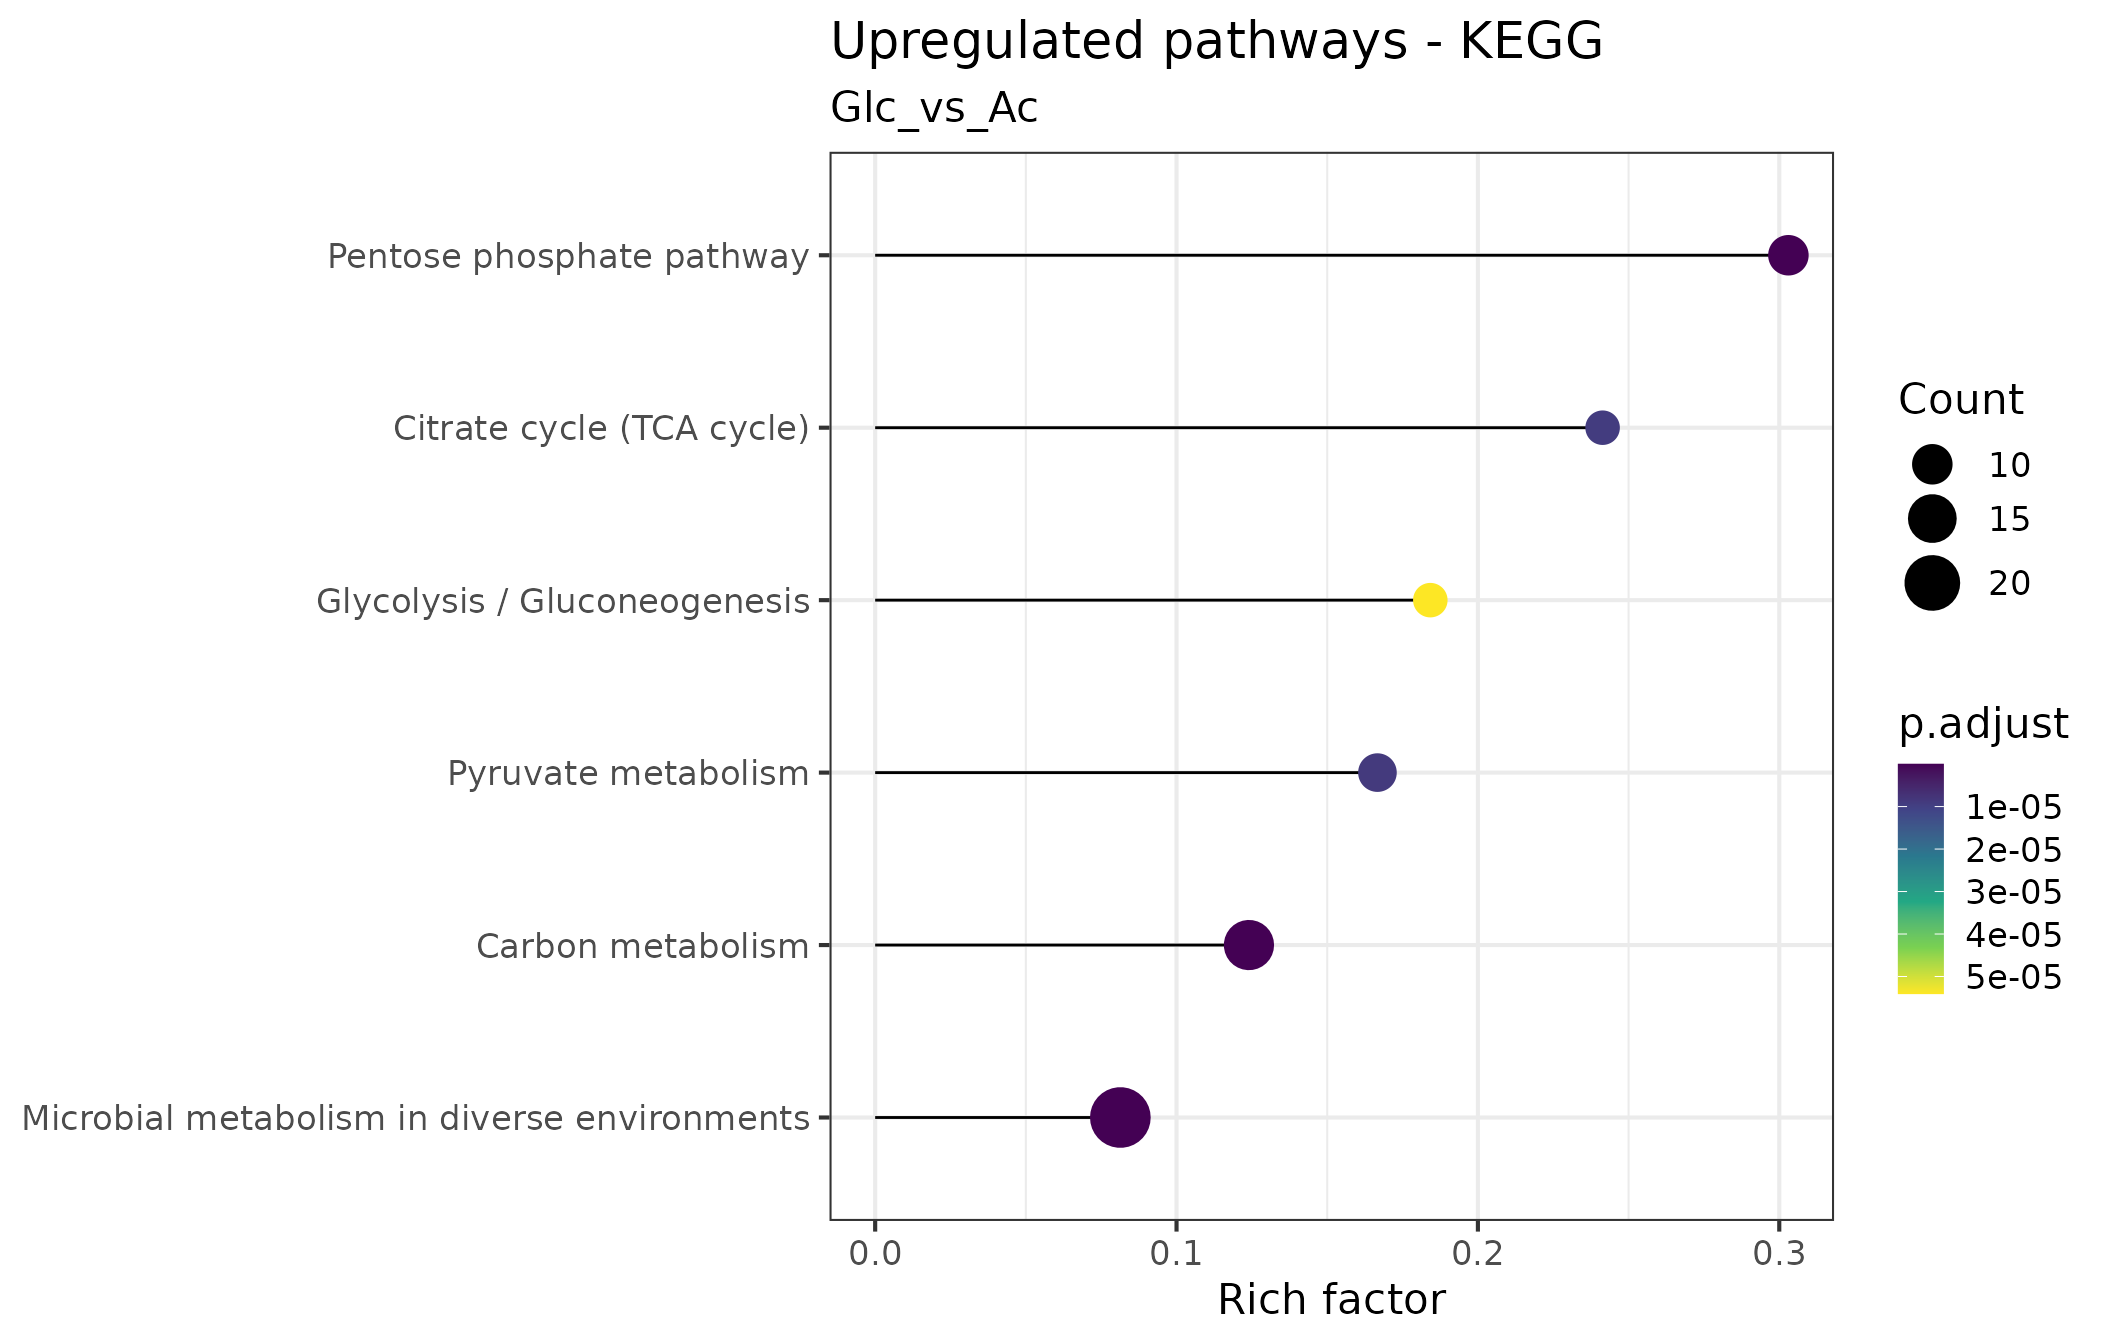 Upregulated pathways - KEGG
Glc_vs_Ac
Pentose phosphate pathway
Citrate cycle (TCA cycle)
Glycolysis / Gluconeogenesis
Pyruvate metabolism
Carbon metabolism
Microbial metabolism in diverse environments
0.0
0.1
0.2
0.3
Rich factor
Count
10
15
20
p.adjust
1e-05
2e-05
3e-05
4e-05
5e-05